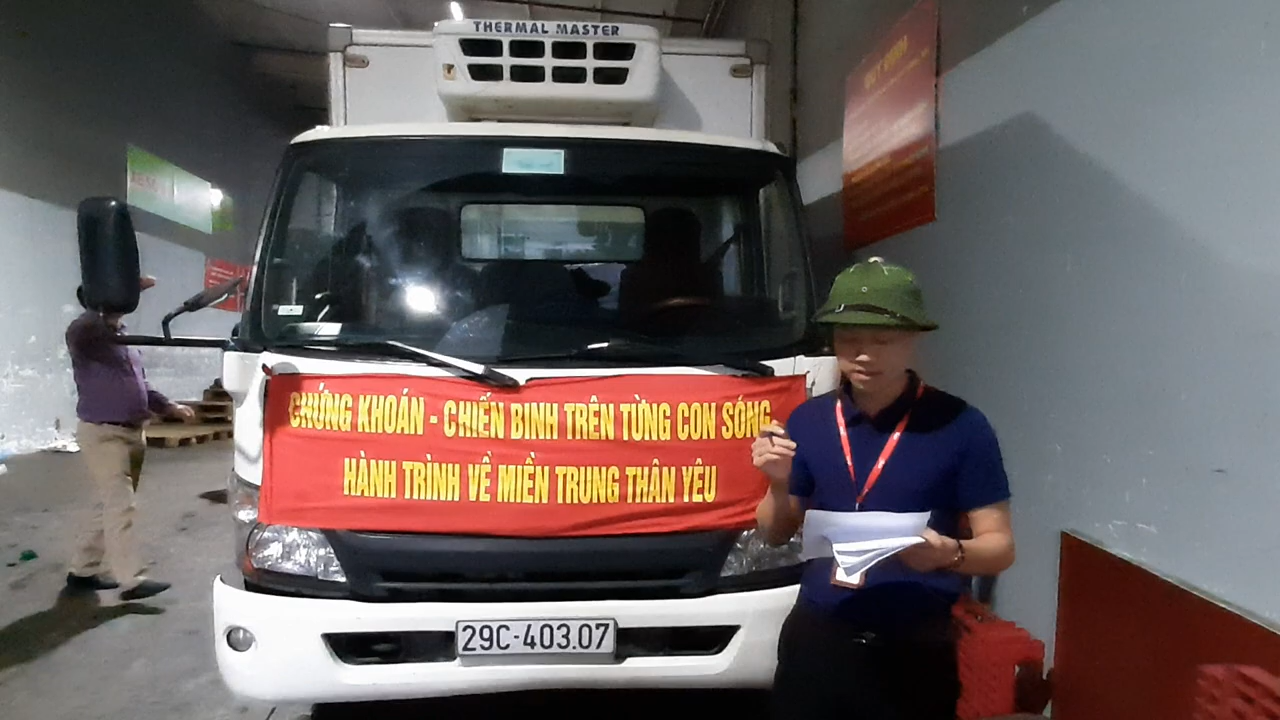 THERMAL MASTER
CHỨNG KHOÁN - CHIẾN BINH TRÊN TỪNG CON SÓNG
HÀNH TRÌNH VỀ MIỀN TRUNG THÂN YÊU
29C-403.07